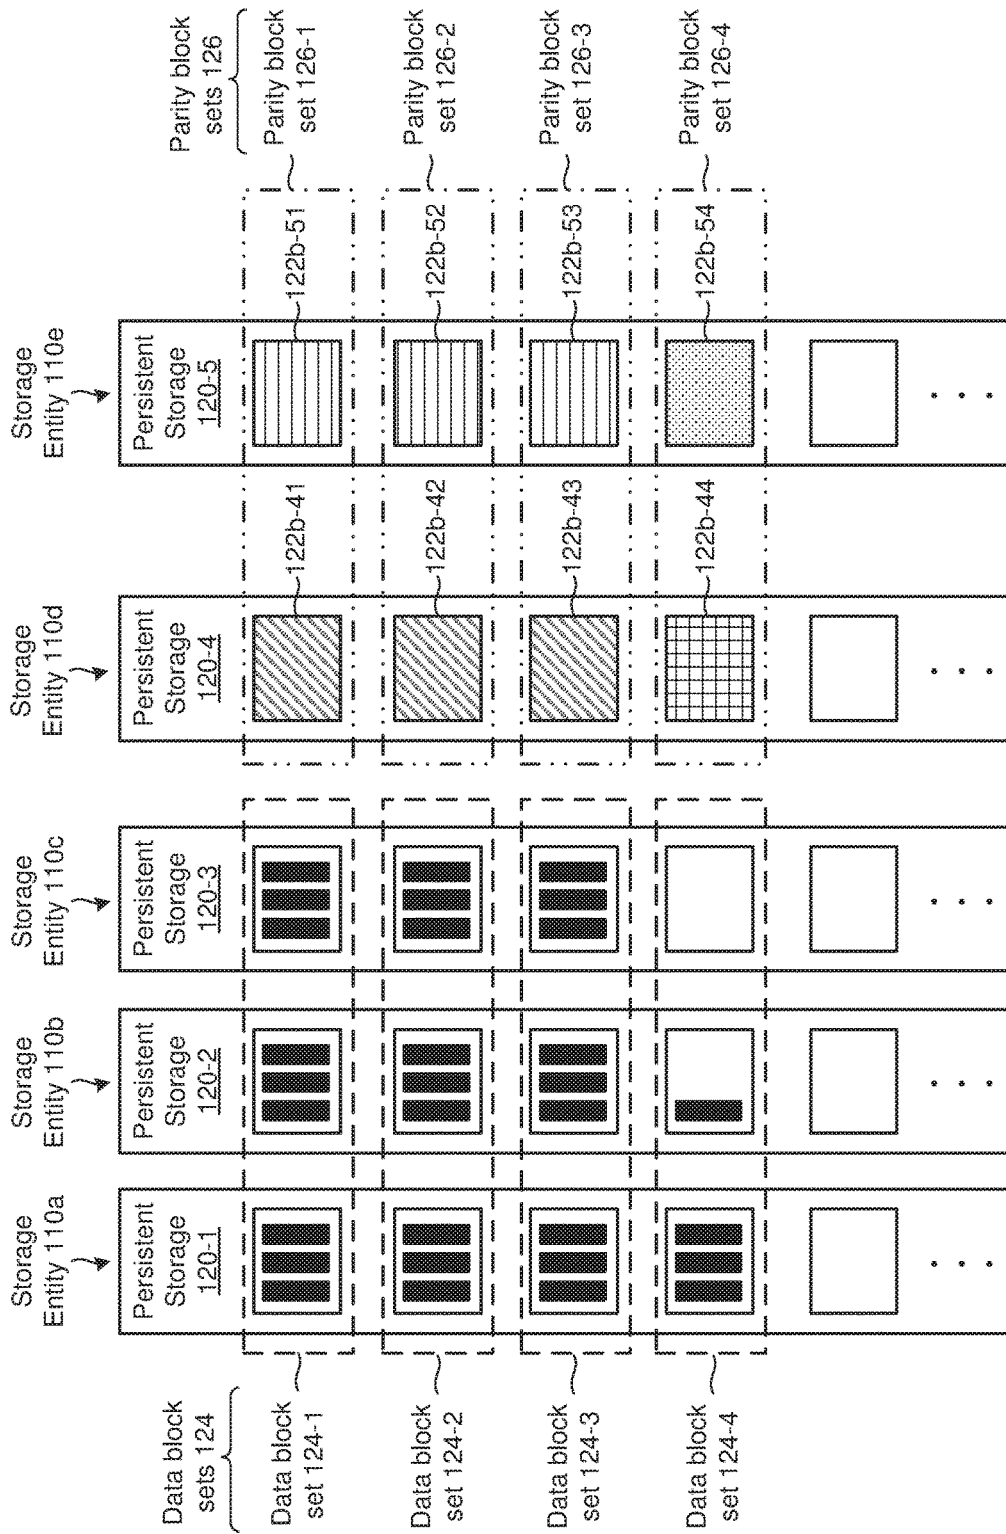 Storage
Entity 110a
Storage
Entity 110b
Storage
Entity 110c
Storage
Entity 110d
Storage
Entity 110e
Data block
sets 124
Parity block
sets 126
Persistent
Storage
120-1
Persistent
Storage
120-2
Persistent
Storage
120-3
Persistent
Storage
120-4
Persistent
Storage
120-5
Data block
set 124-1
122b-41
122b-51
Parity block
set 126-1
Data block
set 124-2
122b-42
122b-52
Parity block
set 126-2
Data block
set 124-3
122b-43
122b-53
Parity block
set 126-3
Data block
set 124-4
122b-44
122b-54
Parity block
set 126-4